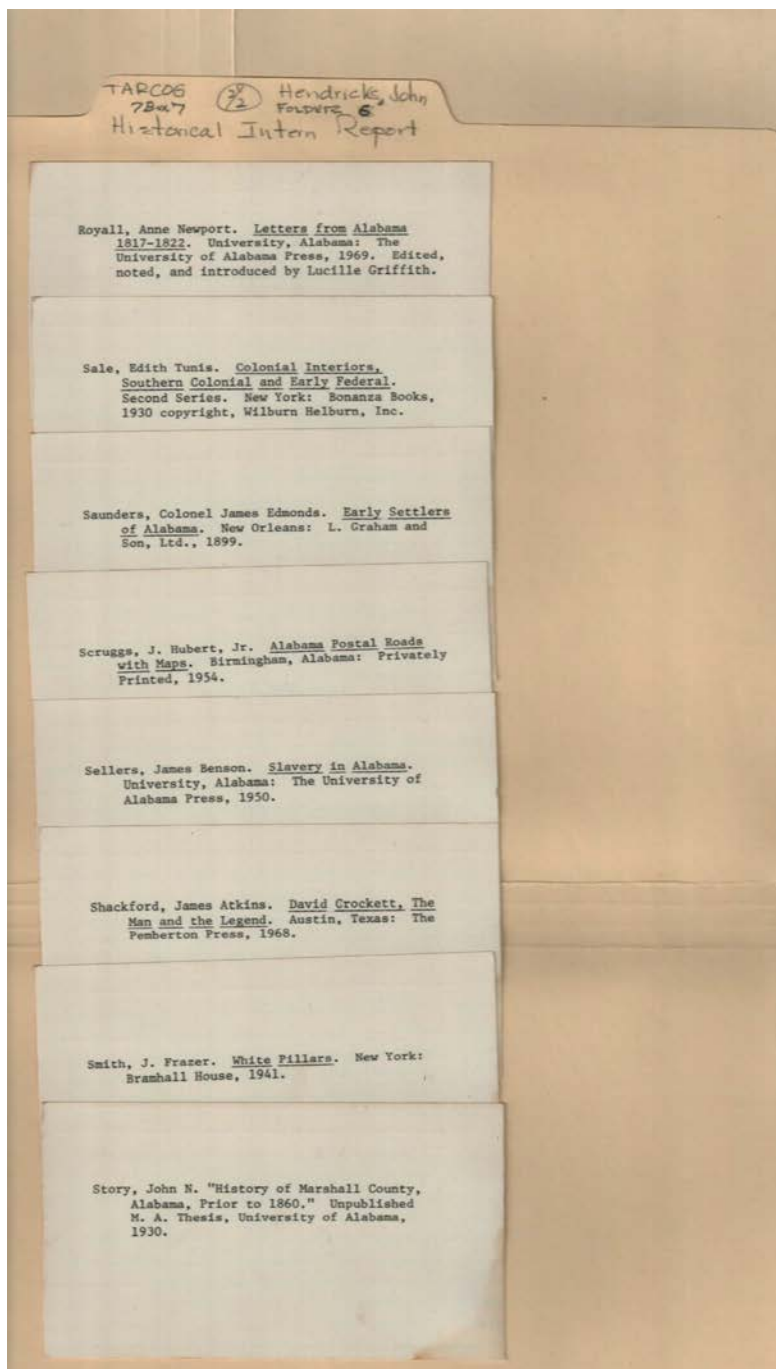 TARCOG
Hendricks, John
Historical Intern Report
Royall, Anne Newport. Letters from Alabama
1817-1822. University, Alabama: The
University of Alabama Press, 1969. Edited,
noted, and introduced by Lucille Griffith.
Sale, Edith Tunis. Colonial Interiors,
Southern Colonial and Early Federal.
Second Series. New York: Bonanza Books,
1930 copyright, Wilburn Helburn, Inc.
Saunders, Colonel James Edmonds. Early Settlers
of Alabama. New Orleans: L. Graham and
Son, Ltd., 1899.
Scruggs, J. Hubert, Jr. Alabama Postal Roads
with Maps. Birmingham, Alabama: Privately
Printed, 1954.
Sellers, James Benson. Slavery in Alabama.
University, Alabama: The University of
Alabama Press, 1950.
Shackford, James Atkins. David Crockett, The
Man and the Legend. Austin, Texas: The
Pemberton Press, 1968.
Smith, J. Frazer. White Pillars. New York:
Bramhall House, 1941.
Story, John N. "History of Marshall County,
Alabama, Prior to 1860." Unpublished
M. A. Thesis, University of Alabama,
1930.